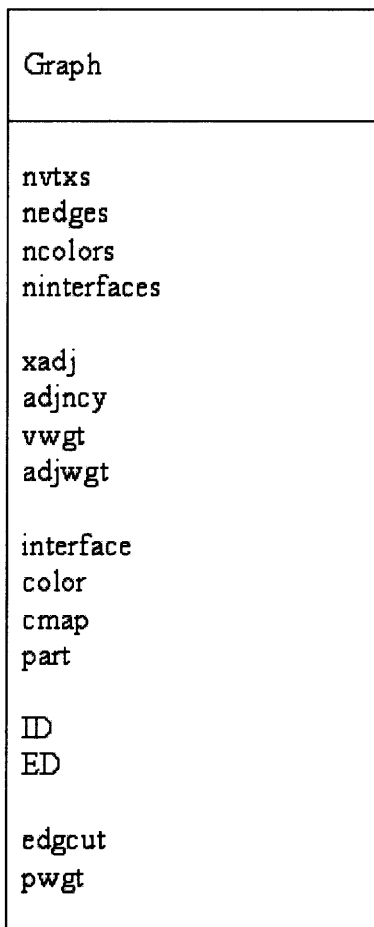 Graph
nvtxs
nedges
ncolors
ninterfaces
xadj
adjncy
vwgt
adjwgt
interface
color
cmap
part
ID
ED
edgcut
pwgt